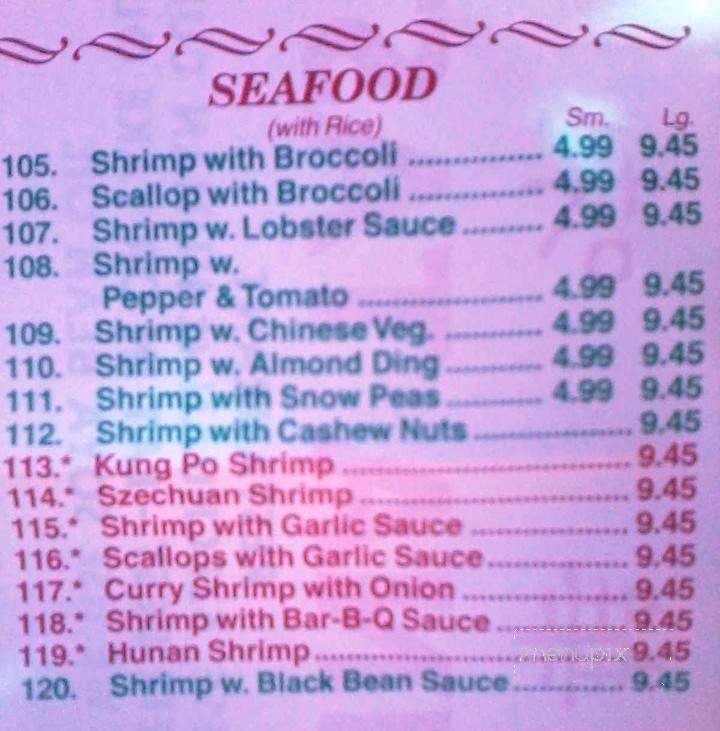 SEAFOOD
(with Rice) Sm. Lg.
105. Shrimp with Broccoli ............... 4.99 9.45
106. Scallop with Broccoli ............... 4.99 9.45
107. Shrimp w. Lobster Sauce ......... 4.99 9.45
108. Shrimp w.
Pepper & Tomato ..................... 4.99 9.45
109. Shrimp w. Chinese Veg. ........... 4.99 9.45
110. Shrimp w. Almond Ding ........... 4.99 9.45
111. Shrimp with Snow Peas ........... 4.99 9.45
112. Shrimp with Cashew Nuts .................. 9.45
113.* Kung Po Shrimp ................................. 9.45
114.* Szechuan Shrimp ............................... 9.45
115.* Shrimp with Garlic Sauce .................. 9.45
116.* Scallops with Garlic Sauce ................ 9.45
117.* Curry Shrimp with Onion ................... 9.45
118.* Shrimp with Bar-B-Q Sauce ............... 9.45
119.* Hunan Shrimp .................................... 9.45
120. Shrimp w. Black Bean Sauce ............. 9.45
menupix